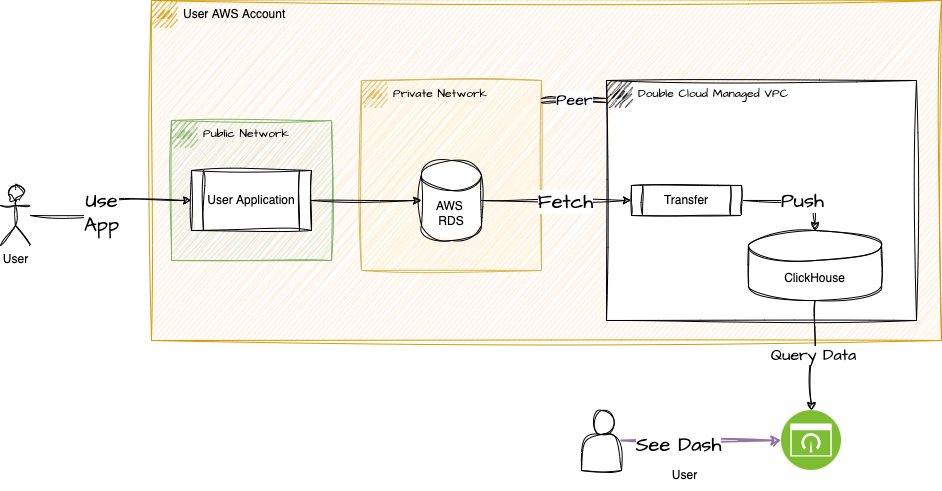 User AWS Account
Private Network
Double Cloud Managed VPC
Peer
Public Network
Use
App
User Application
AWS
RDS
Fetch
Transfer
Push
User
ClickHouse
Query Data
See Dash
User